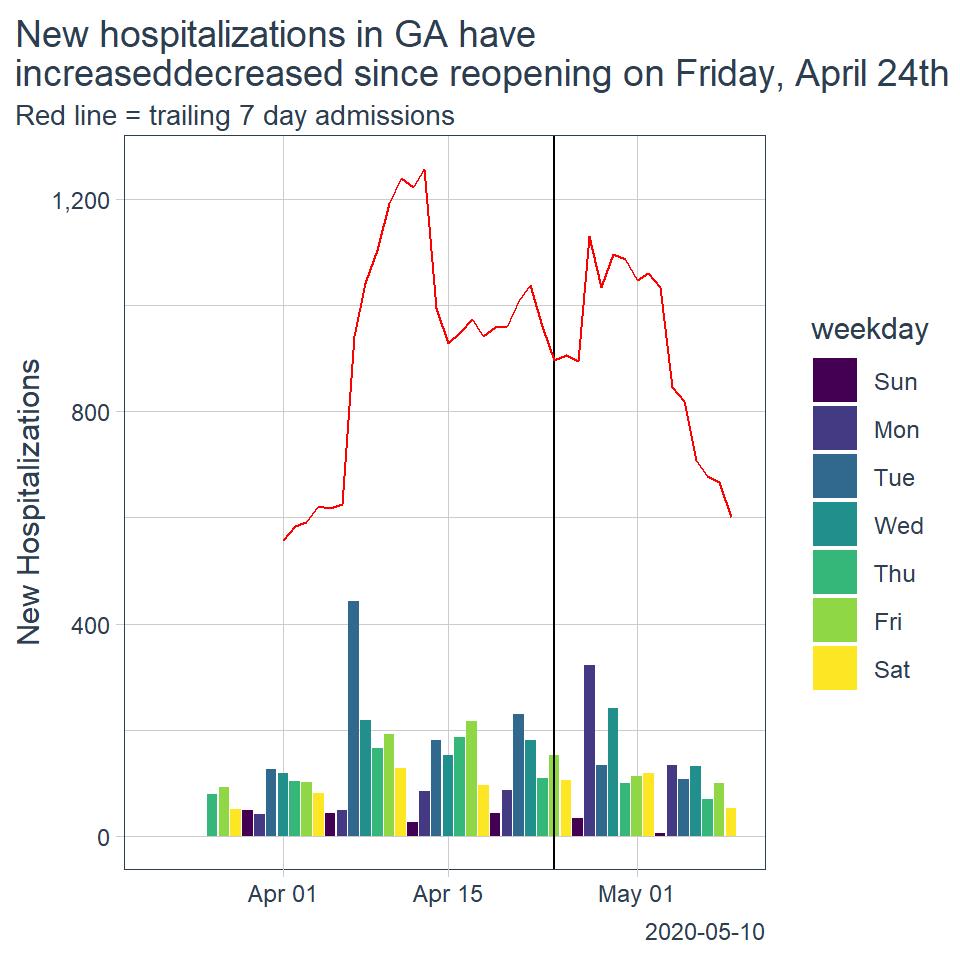 New hospitalizations in GA have
increaseddecreased since reopening on Friday, April 24th
Red line = trailing 7 day admissions
1,200
800
400
0
New Hospitalizations
Apr 01
Apr 15
May 01
2020-05-10
weekday
Sun
Mon
Tue
Wed
Thu
Fri
Sat